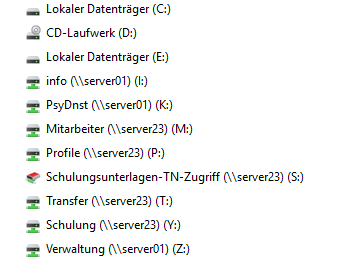 Lokaler Datenträger (C:)
CD-Laufwerk (D:)
Lokaler Datenträger (E:)
info (\\server01) (I:)
PsyDnst (\\server01) (K:)
Mitarbeiter (\\server23) (M:)
Profile (\\server23) (P:)
Schulungsunterlagen-TN-Zugriff (\\server23) (S:)
Transfer (\\server23) (T:)
Schulung (\\server23) (Y:)
Verwaltung (\\server01) (Z:)